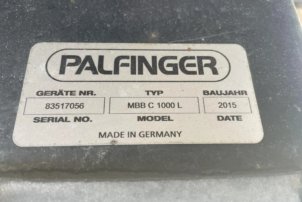 PALFINGER
GERÄTE NR. TYP BAUJAHR
83517056 MBB C 1000 L 2015
SERIAL NO. MODEL DATE
MADE IN GERMANY